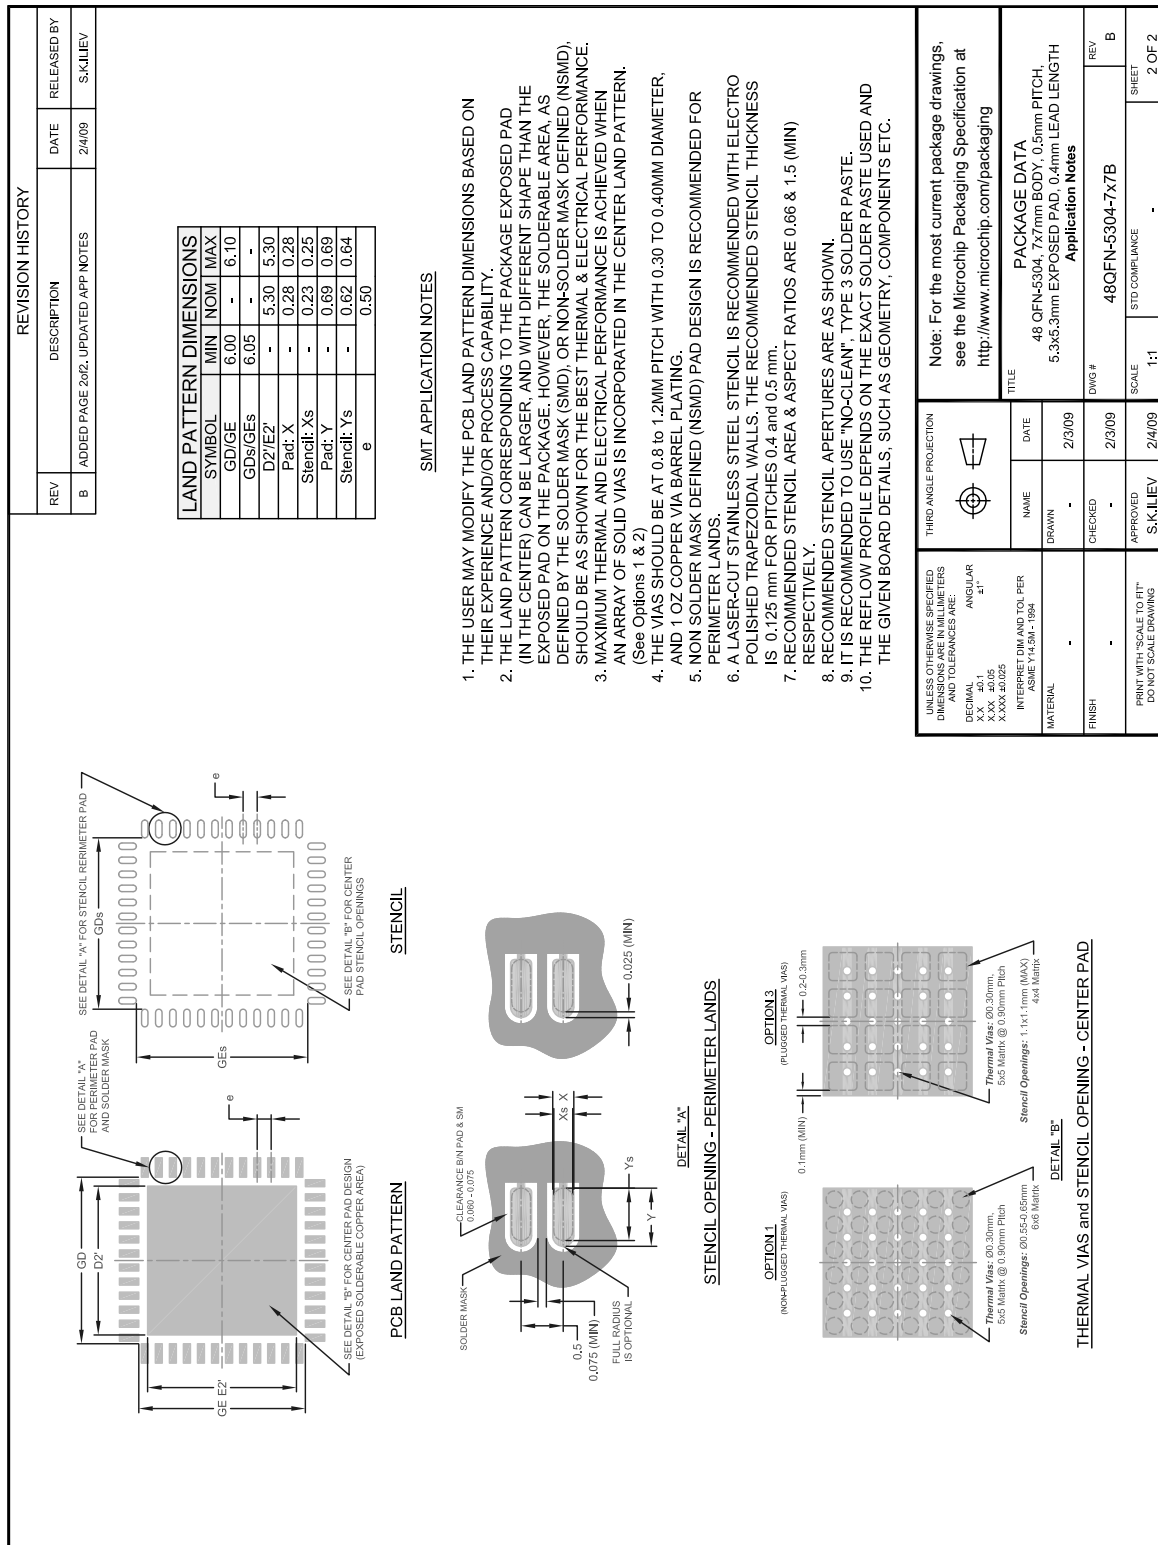 REVISION HISTORY
REV DESCRIPTION DATE RELEASED BY
B ADDED PAGE 2of2. UPDATED APP NOTES 2/4/09 S.K.ILIEV
SEE DETAIL "A"
FOR PERIMETER PAD
AND SOLDER MASK
GD
D2'
GE
E2'
e
SEE DETAIL "B" FOR CENTER PAD DESIGN
(EXPOSED SOLDERABLE COPPER AREA)
PCB LAND PATTERN
SEE DETAIL "A" FOR STENCIL RERIMETER PAD
GDs
GEs
e
SEE DETAIL "B" FOR CENTER
PAD STENCIL OPENINGS
STENCIL
LAND PATTERN DIMENSIONS
SYMBOL MIN NOM MAX
GD/GE 6.00 - 6.10
GDs/GEs 6.05 - -
D2'/E2' - 5.30 5.30
Pad: X - 0.28 0.28
Stencil: Xs - 0.23 0.25
Pad: Y - 0.69 0.69
Stencil: Ys - 0.62 0.64
e 0.50
SOLDER MASK
CLEARANCE B/N PAD & SM
0.060 - 0.075
Xs X
Ys
Y
0.5
0.075 (MIN)
FULL RADIUS
IS OPTIONAL
0.025 (MIN)
DETAIL "A"
STENCIL OPENING - PERIMETER LANDS
OPTION 1
(NON-PLUGGED THERMAL VIAS)
Thermal Vias: Ø0.30mm,
5x5 Matrix @ 0.90mm Pitch
Stencil Openings: Ø0.55-0.65mm
6x6 Matrix
OPTION 3
(PLUGGED THERMAL VIAS)
0.1mm (MIN)
0.2-0.3mm
Thermal Vias: Ø0.30mm,
5x5 Matrix @ 0.90mm Pitch
Stencil Openings: 1.1x1.1mm (MAX)
4x4 Matrix
DETAIL "B"
THERMAL VIAS and STENCIL OPENING - CENTER PAD
SMT APPLICATION NOTES
1. THE USER MAY MODIFY THE PCB LAND PATTERN DIMENSIONS BASED ON
THEIR EXPERIENCE AND/OR PROCESS CAPABILITY.
2. THE LAND PATTERN CORRESPONDING TO THE PACKAGE EXPOSED PAD
(IN THE CENTER) CAN BE LARGER, AND WITH DIFFERENT SHAPE THAN THE
EXPOSED PAD ON THE PACKAGE. HOWEVER, THE SOLDERABLE AREA, AS
DEFINED BY THE SOLDER MASK (SMD), OR NON-SOLDER MASK DEFINED (NSMD),
SHOULD BE AS SHOWN FOR THE BEST THERMAL & ELECTRICAL PERFORMANCE.
3. MAXIMUM THERMAL AND ELECTRICAL PERFORMANCE IS ACHIEVED WHEN
AN ARRAY OF SOLID VIAS IS INCORPORATED IN THE CENTER LAND PATTERN.
(See Options 1 & 2)
4. THE VIAS SHOULD BE AT 0.8 to 1.2MM PITCH WITH 0.30 TO 0.40MM DIAMETER,
AND 1 OZ COPPER VIA BARREL PLATING.
5. NON SOLDER MASK DEFINED (NSMD) PAD DESIGN IS RECOMMENDED FOR
PERIMETER LANDS.
6. A LASER-CUT STAINLESS STEEL STENCIL IS RECOMMENDED WITH ELECTRO
POLISHED TRAPEZOIDAL WALLS. THE RECOMMENDED STENCIL THICKNESS
IS 0.125 mm FOR PITCHES 0.4 and 0.5 mm.
7. RECOMMENDED STENCIL AREA & ASPECT RATIOS ARE 0.66 & 1.5 (MIN)
RESPECTIVELY.
8. RECOMMENDED STENCIL APERTURES ARE AS SHOWN.
9. IT IS RECOMMENDED TO USE "NO-CLEAN", TYPE 3 SOLDER PASTE.
10. THE REFLOW PROFILE DEPENDS ON THE EXACT SOLDER PASTE USED AND
THE GIVEN BOARD DETAILS, SUCH AS GEOMETRY, COMPONENTS ETC.
UNLESS OTHERWISE SPECIFIED
DIMENSIONS ARE IN MILLIMETERS
AND TOLERANCES ARE:
DECIMAL ANGULAR
X.X ±0.1 ±1°
X.XX ±0.05
X.XXX ±0.025
INTERPRET DIM AND TOL PER
ASME Y14.5M - 1994
MATERIAL
-
FINISH
-
PRINT WITH "SCALE TO FIT"
DO NOT SCALE DRAWING
THIRD ANGLE PROJECTION
NAME DATE
DRAWN
- 2/3/09
CHECKED
- 2/3/09
APPROVED
S.K.ILIEV 2/4/09
Note: For the most current package drawings,
see the Microchip Packaging Specification at
http://www.microchip.com/packaging
TITLE
PACKAGE DATA
48 QFN-5304, 7x7mm BODY, 0.5mm PITCH,
5.3x5.3mm EXPOSED PAD, 0.4mm LEAD LENGTH
Application Notes
DWG # REV
48QFN-5304-7x7B B
SCALE STD COMPLIANCE SHEET
1:1 - 2 OF 2